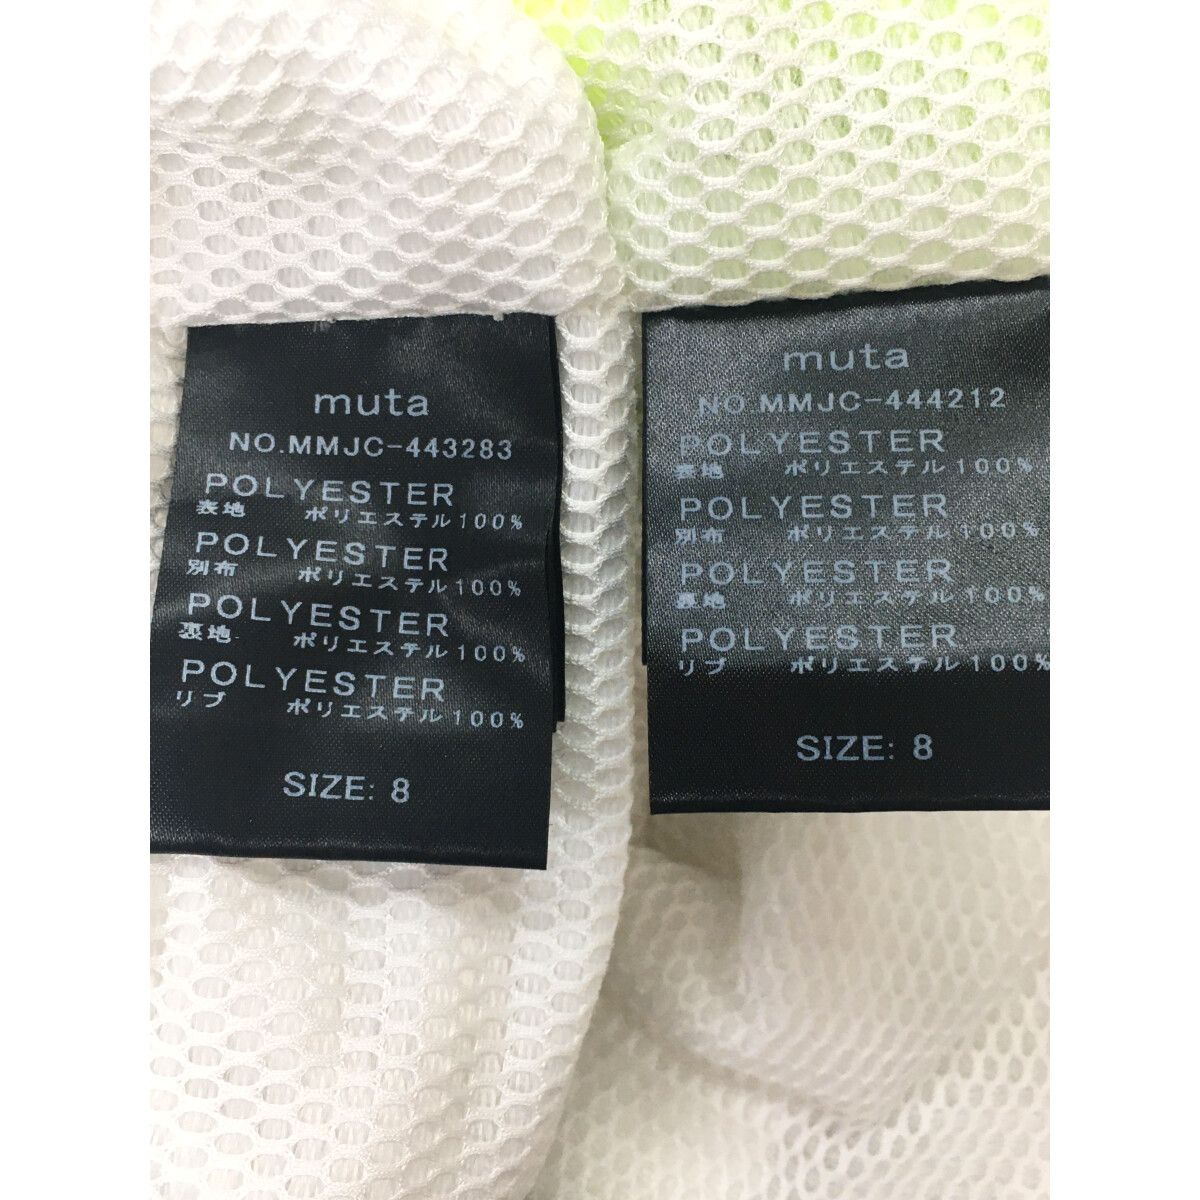 muta
NO.MMJC-443283
POLYESTER
表地 ポリエステル100%
POLYESTER
別布 ポリエステル100%
POLYESTER
裏地 ポリエステル100%
POLYESTER
リブ ポリエステル100%
SIZE: 8
muta
NO.MMJC-444212
POLYESTER
表地 ポリエステル100%
POLYESTER
別布 ポリエステル100%
POLYESTER
裏地 ポリエステル100%
POLYESTER
リブ ポリエステル100%
SIZE: 8